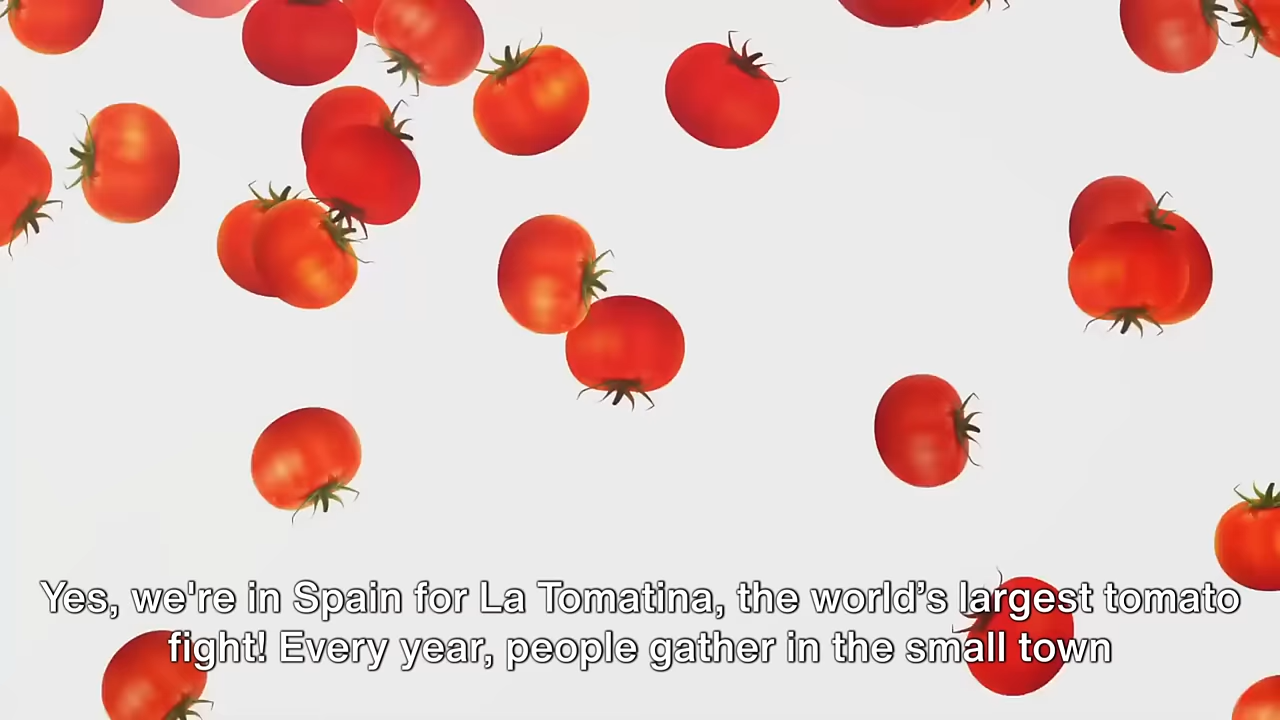 Yes, we're in Spain for La Tomatina, the world’s largest tomato
fight! Every year, people gather in the small town